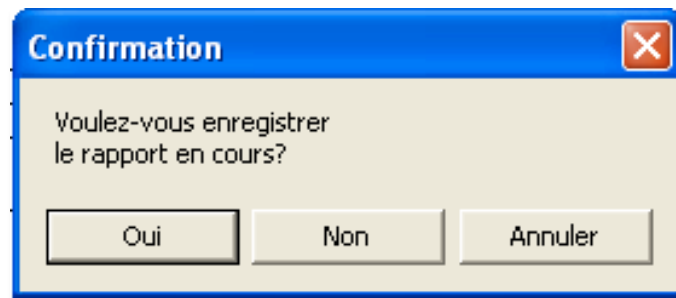 Confirmation
Voulez-vous enregistrer
le rapport en cours?
Oui Non Annuler